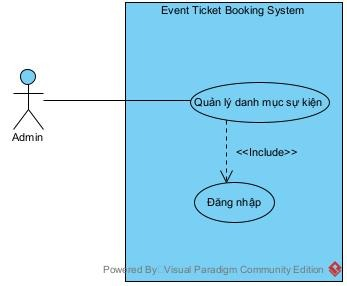 Event Ticket Booking System
Quản lý danh mục sự kiện
Admin
<<Include>>
Đăng nhập
Powered By: Visual Paradigm Community Edition